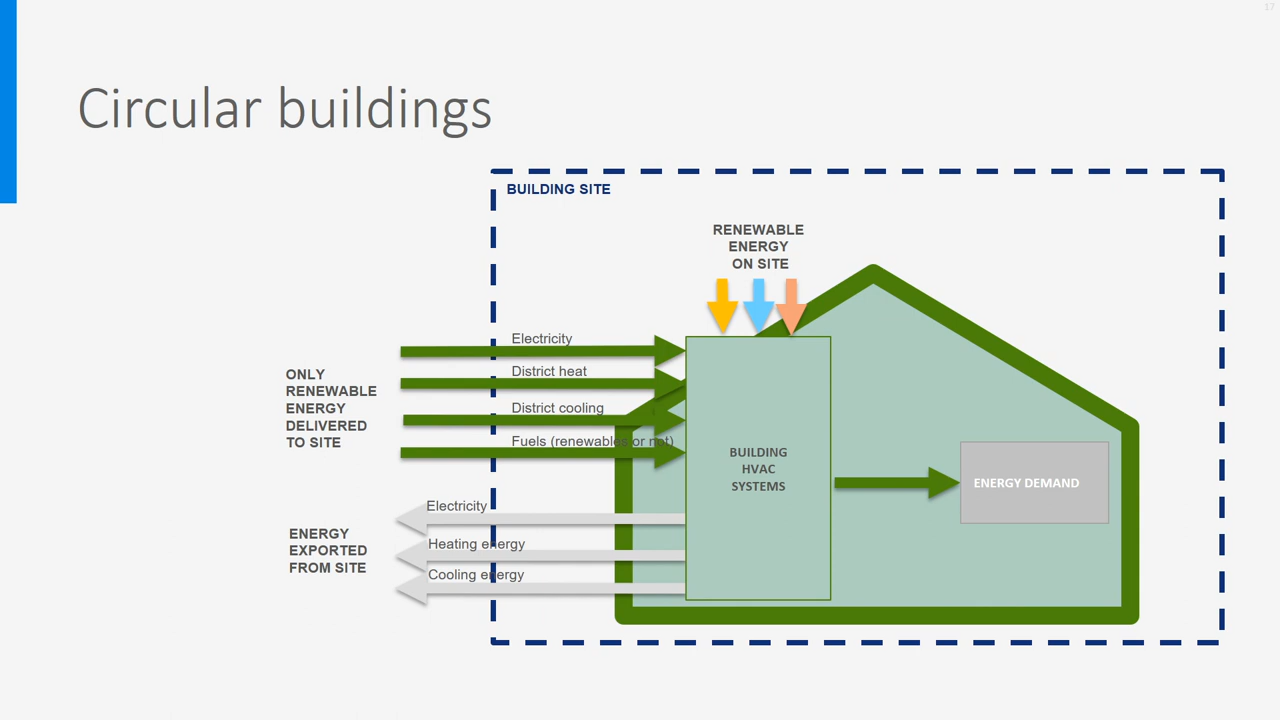 17
Circular buildings
BUILDING SITE
RENEWABLE
ENERGY
ON SITE
Electricity
District heat
District cooling
Fuels (renewables or not)
ONLY
RENEWABLE
ENERGY
DELIVERED
TO SITE
BUILDING
HVAC
SYSTEMS
ENERGY DEMAND
Electricity
Heating energy
Cooling energy
ENERGY
EXPORTED
FROM SITE